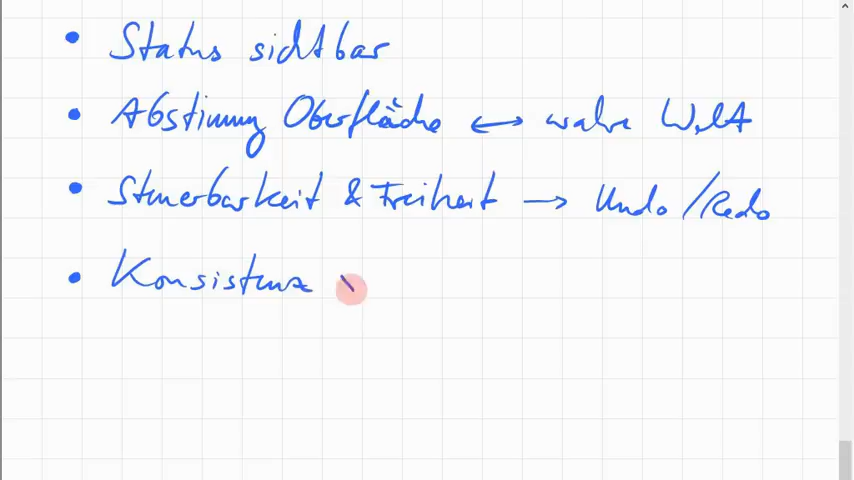 • Status sichtbar
• Abstimmung Oberfläche ↔ wahre Welt
• Steuerbarkeit & Freiheit → Undo/Redo
• Konsistenz